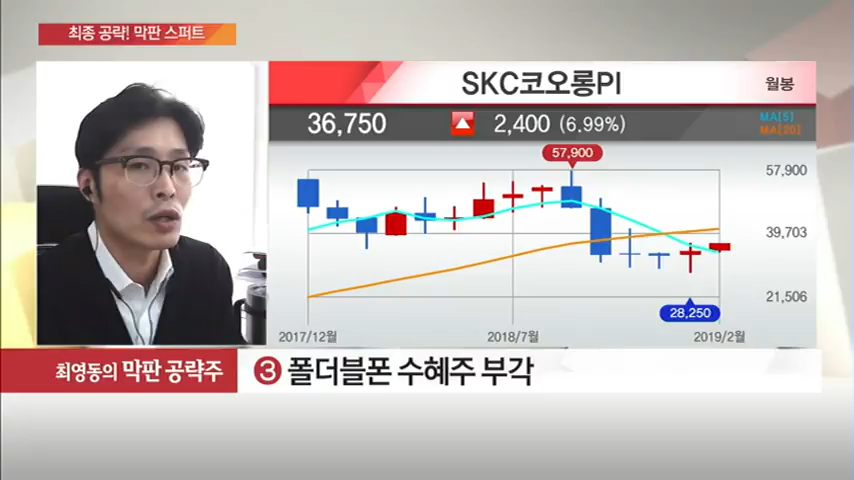 최종 공략! 막판 스퍼트
SKC코오롱PI
월봉
36,750 2,400 (6.99%)
MA[5]
MA[20]
57,900
57,900
39,703
21,506
28,250
2017/12월 2018/7월 2019/2월
최영동의 막판 공략주
③ 폴더블폰 수혜주 부각